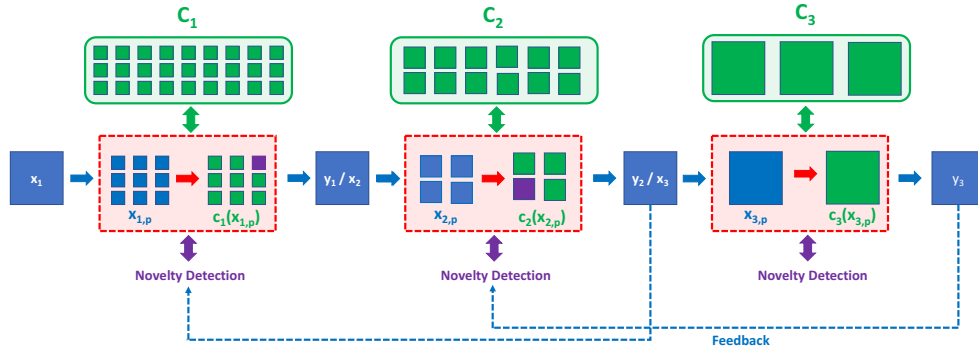 C1
C2
C3
x1
x1,p
c1(x1,p)
y1 / x2
x2,p
c2(x2,p)
y2 / x3
x3,p
c3(x3,p)
y3
Novelty Detection
Novelty Detection
Novelty Detection
Feedback